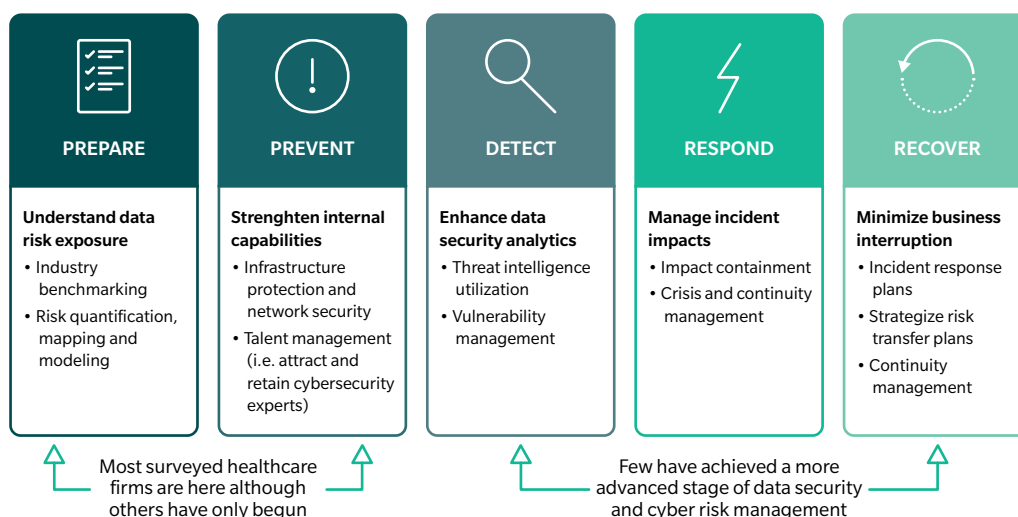 PREPARE
Understand data
risk exposure
• Industry
benchmarking
• Risk quantification,
mapping and
modeling
PREVENT
Strenghten internal
capabilities
• Infrastructure
protection and
network security
• Talent management
(i.e. attract and
retain cybersecurity
experts)
DETECT
Enhance data
security analytics
• Threat intelligence
utilization
• Vulnerability
management
RESPOND
Manage incident
impacts
• Impact containment
• Crisis and continuity
management
RECOVER
Minimize business
interruption
• Incident response
plans
• Strategize risk
transfer plans
• Continuity
management
Most surveyed healthcare
firms are here although
others have only begun
Few have achieved a more
advanced stage of data security
and cyber risk management